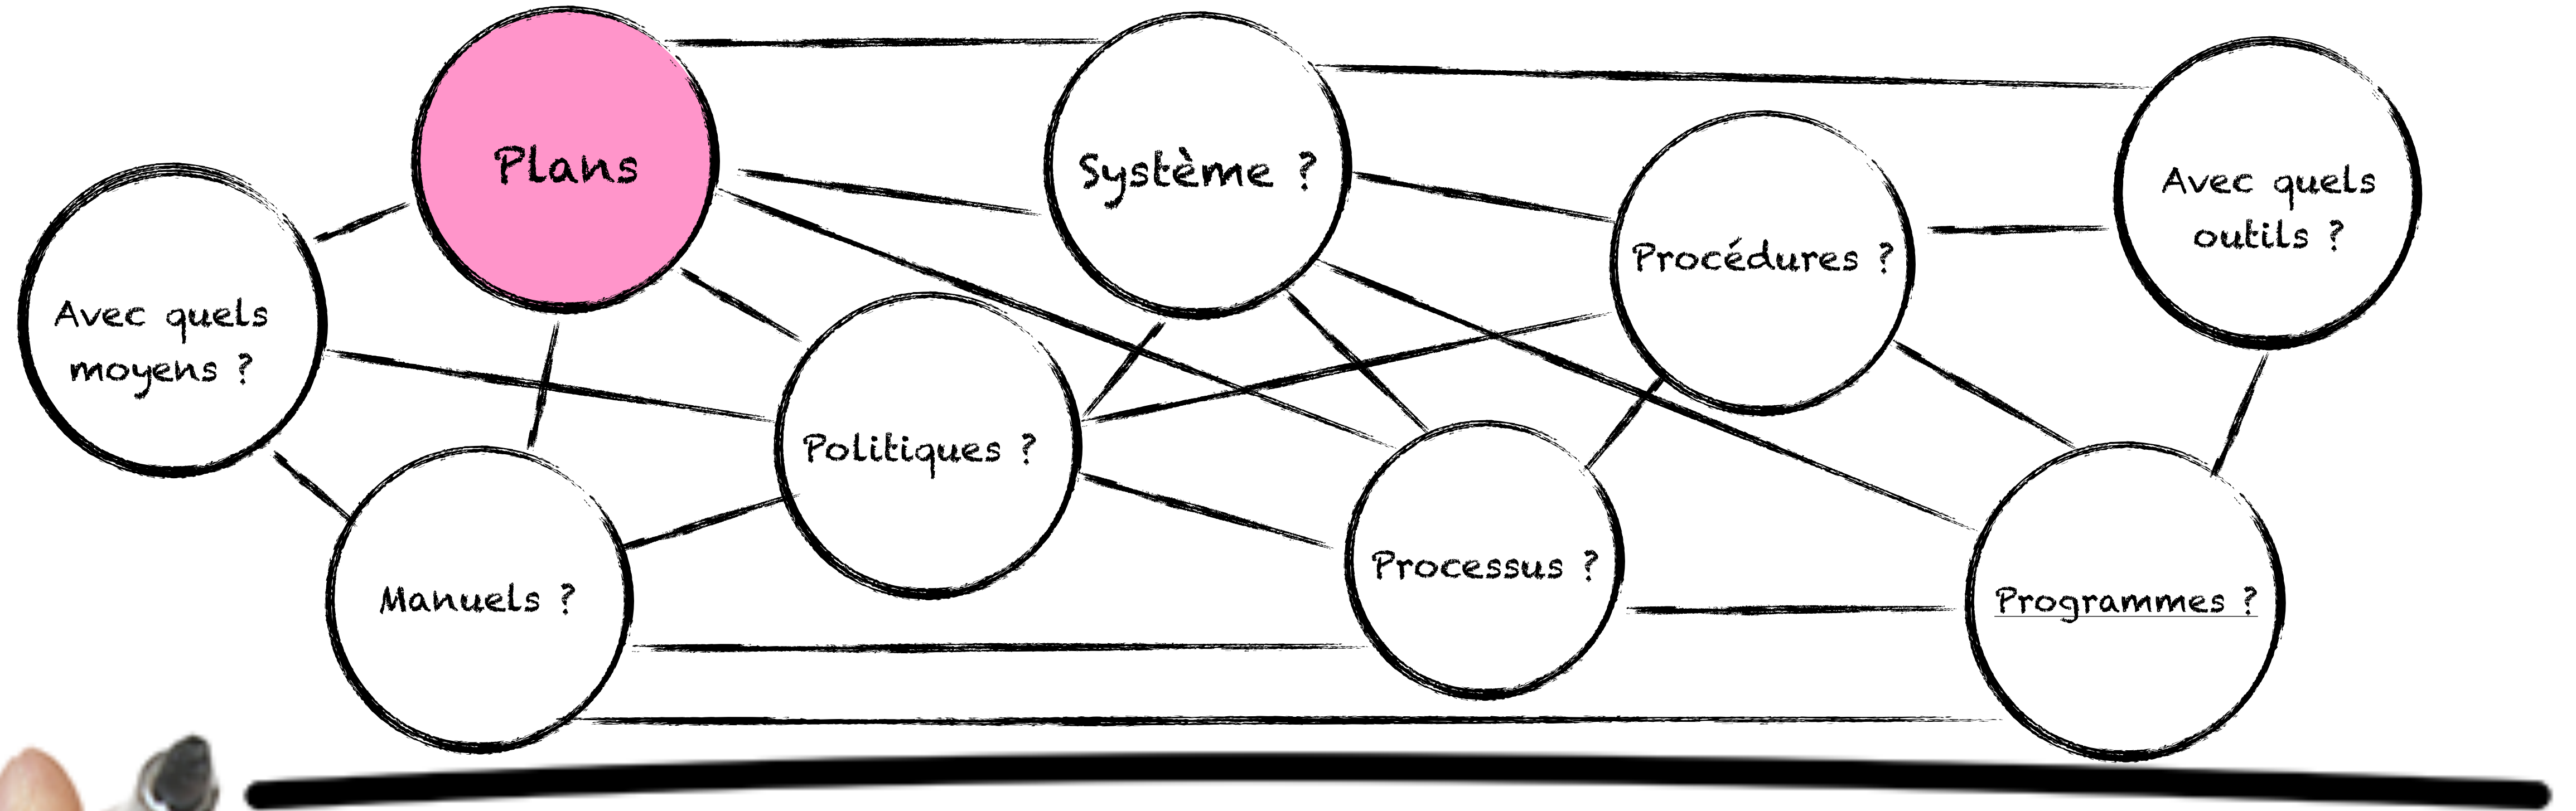 Plans
Système ?
Avec quels
outils ?
Procédures ?
Avec quels
moyens ?
Politiques ?
Processus ?
Manuels ?
Programmes ?